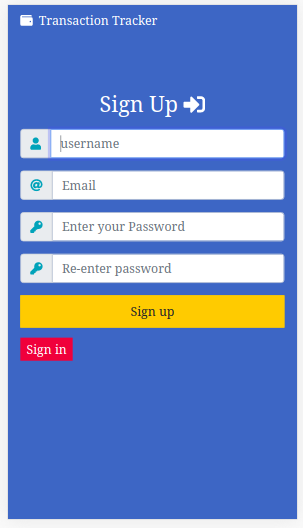 Transaction Tracker
Sign Up
username
Email
Enter your Password
Re-enter password
Sign up
Sign in